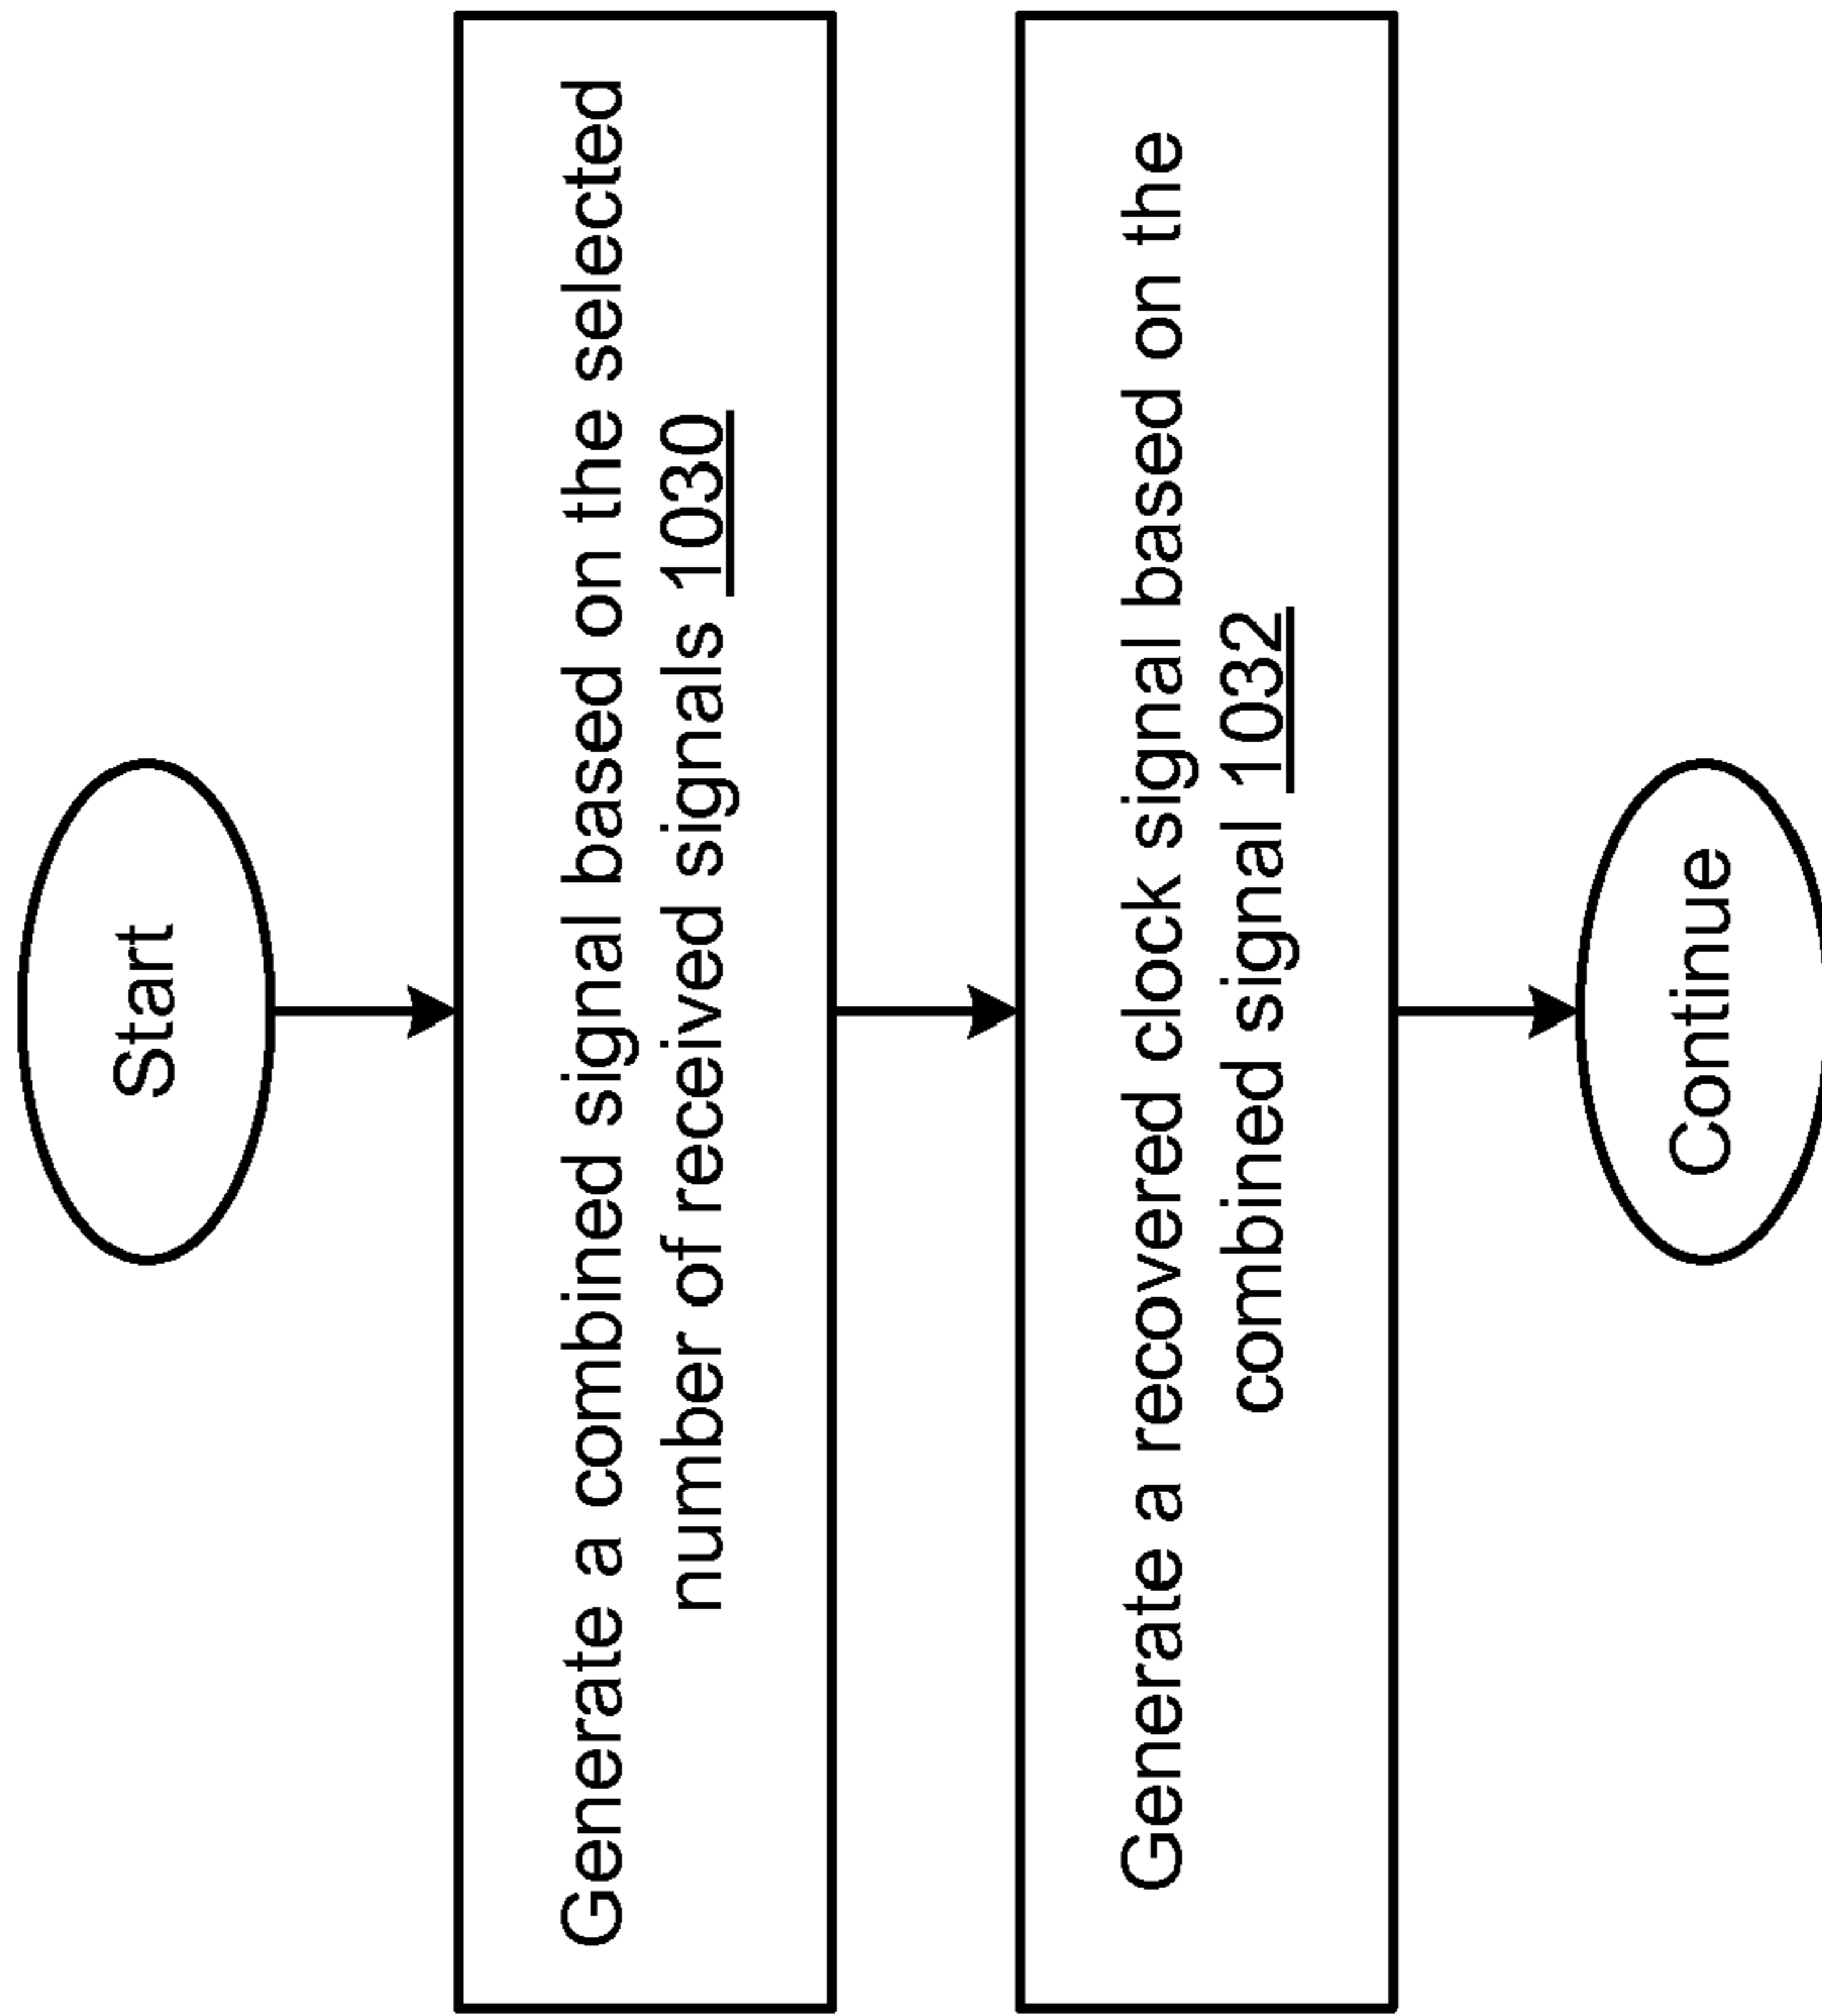 Start
Generate a combined signal based on the selected
number of received signals 1030
Generate a recovered clock signal based on the
combined signal 1032
Continue